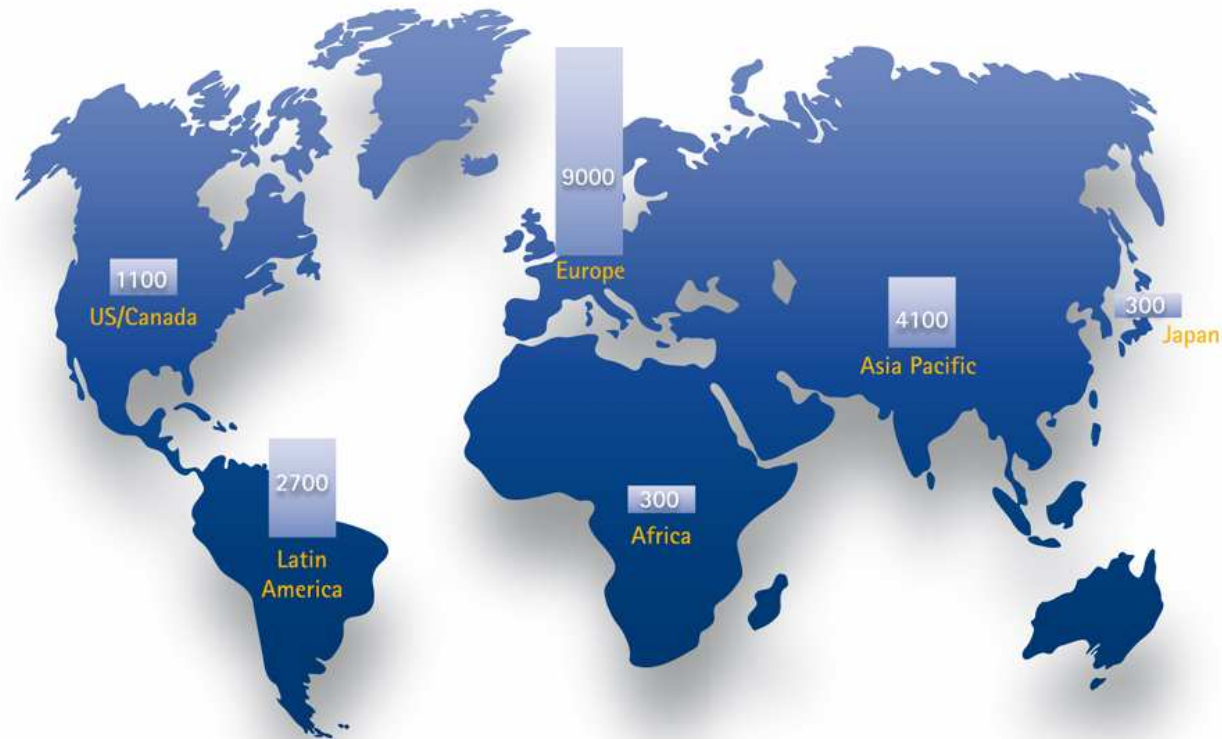 9000
Europe
1100
US/Canada
4100
Asia Pacific
300
Japan
2700
Latin
America
300
Africa